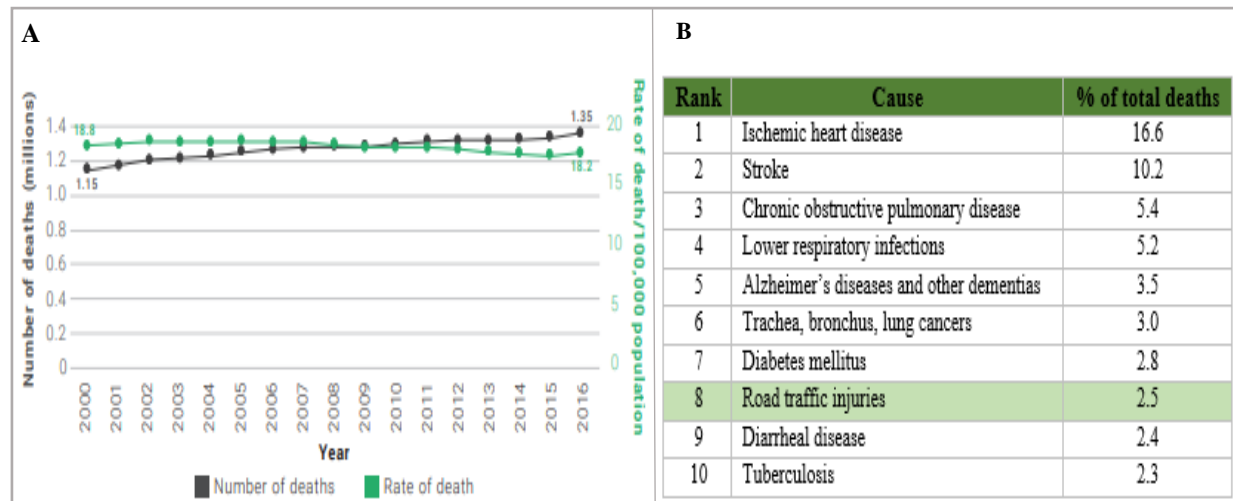 A
Number of deaths (millions)
1.4
1.2
1.0
0.8
0.6
0.4
0.2
0
18.8
1.15
1.35
18.2
20
15
10
5
0
Rate of death/100,000 population
2000 2001 2002 2003 2004 2005 2006 2007 2008 2009 2010 2011 2012 2013 2014 2015 2016
Year
Number of deaths Rate of death
B
Rank Cause % of total deaths
1 Ischemic heart disease 16.6
2 Stroke 10.2
3 Chronic obstructive pulmonary disease 5.4
4 Lower respiratory infections 5.2
5 Alzheimer’s diseases and other dementias 3.5
6 Trachea, bronchus, lung cancers 3.0
7 Diabetes mellitus 2.8
8 Road traffic injuries 2.5
9 Diarrheal disease 2.4
10 Tuberculosis 2.3